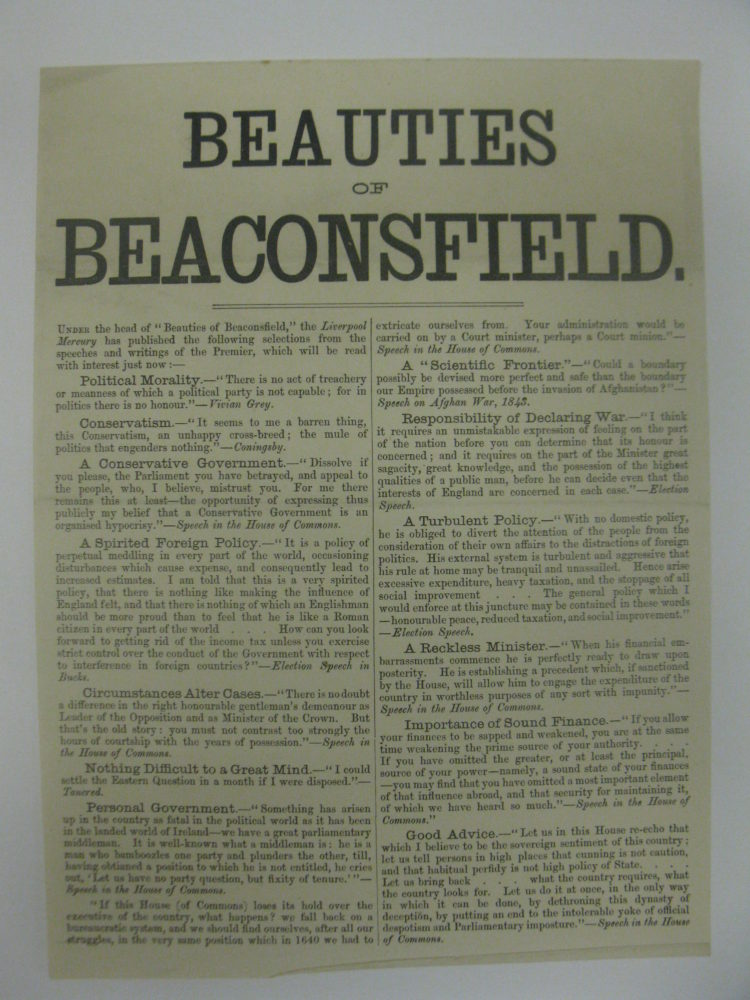 BEAUTIES
OF
BEACONSFIELD.
UNDER the head of "Beauties of Beaconsfield," the Liverpool
Mercury has published the following selections from the
speeches and writings of the Premier, which will be read
with interest just now:—
Political Morality.—"There is no act of treachery
or meanness of which a political party is not capable; for in
politics there is no honour."—Vivian Grey.
Conservatism.—"It seems to me a barren thing,
this Conservatism, an unhappy cross-breed; the mule of
politics that engenders nothing."—Coningsby.
A Conservative Government.—"Dissolve if
you please, the Parliament you have betrayed, and appeal to
the people, who, I believe, mistrust you. For me there
remains this at least—the opportunity of expressing thus
publicly my belief that a Conservative Government is an
organised hypocrisy."—Speech in the House of Commons.
A Spirited Foreign Policy.—"It is a policy of
perpetual meddling in every part of the world, occasioning
disturbances which cause expense, and consequently lead to
increased estimates. I am told that this is a very spirited
policy, that there is nothing like making the influence of
England felt, and that there is nothing of which an Englishman
should be more proud than to feel that he is like a Roman
citizen in every part of the world . . . How can you look
forward to getting rid of the income tax unless you exercise
strict control over the conduct of the Government with respect
to interference in foreign countries?"—Election Speech in
Bucks.
Circumstances Alter Cases.—"There is no doubt
a difference in the right honourable gentleman's demeanour as
Leader of the Opposition and as Minister of the Crown. But
that's the old story: you must not contrast too strongly the
hours of courtship with the years of possession."—Speech in
the House of Commons.
Nothing Difficult to a Great Mind.—"I could
settle the Eastern Question in a month if I were disposed."—
Tancred.
Personal Government.—"Something has arisen
up in the country as fatal in the political world as it has been
in the landed world of Ireland—we have a great parliamentary
middleman. It is well-known what a middleman is: he is a
man who bamboozles one party and plunders the other, till,
having obtained a position to which he is not entitled, he cries
out, 'Let us have no party question, but fixity of tenure.'"—
Speech in the House of Commons.
"If this House (of Commons) loses its hold over the
executive of the country, what happens? we fall back on a
bureaucratic system, and we should find ourselves, after all our
struggles, in the very same position which in 1640 we had to
extricate ourselves from. Your administration would be
carried on by a Court minister, perhaps a Court minion."—
Speech in the House of Commons.
A "Scientific Frontier."—"Could a boundary
possibly be devised more perfect and safe than the boundary
our Empire possessed before the invasion of Afghanistan?"—
Speech on Afghan War, 1843.
Responsibility of Declaring War.—"I think
it requires an unmistakable expression of feeling on the part
of the nation before you can determine that its honour is
concerned; and it requires on the part of the Minister great
sagacity, great knowledge, and the possession of the highest
qualities of a public man, before he can decide even that the
interests of England are concerned in each case."—Election
Speech.
A Turbulent Policy.—"With no domestic policy,
he is obliged to divert the attention of the people from the
consideration of their own affairs to the distractions of foreign
politics. His external system is turbulent and aggressive that
his rule at home may be tranquil and unassailed. Hence arise
excessive expenditure, heavy taxation, and the stoppage of all
social improvement . . . The general policy which I
would enforce at this juncture may be contained in these words
—honourable peace, reduced taxation, and social improvement."
—Election Speech.
A Reckless Minister.—"When his financial em-
barrassments commence he is perfectly ready to draw upon
posterity. He is establishing a precedent which, if sanctioned
by the House, will allow him to engage the expenditure of the
country in worthless purposes of any sort with impunity."—
Speech in the House of Commons.
Importance of Sound Finance.—"If you allow
your finances to be sapped and weakened, you are at the same
time weakening the prime source of your authority. . . .
If you have omitted the greater, or at least the principal,
source of your power—namely, a sound state of your finances
—you may find that you have omitted a most important element
of that influence abroad, and that security for maintaining it,
of which we have heard so much."—Speech in the House of
Commons."
Good Advice.—"Let us in this House re-echo that
which I believe to be the sovereign sentiment of this country;
let us tell persons in high places that cunning is not caution,
and that habitual perfidy is not high policy of State. . . .
Let us bring back . . . what the country requires, what
the country looks for. Let us do it at once, in the only way
in which it can be done, by dethroning this dynasty of
deception, by putting an end to the intolerable yoke of official
despotism and Parliamentary imposture."—Speech in the House
of Commons.